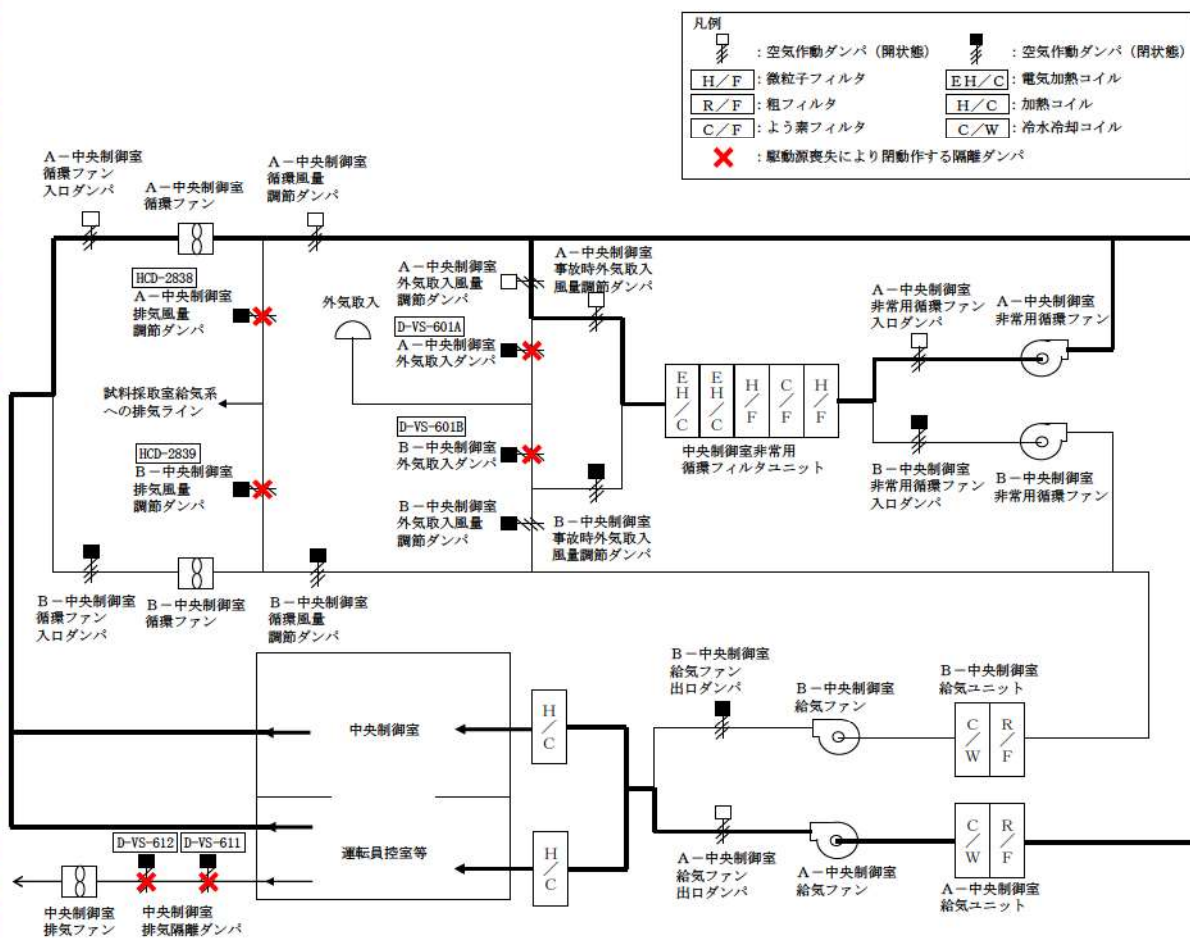 凡例
：空気作動ダンパ（開状態）
：空気作動ダンパ（閉状態）
H／F：微粒子フィルタ
EH／C：電気加熱コイル
R／F：粗フィルタ
H／C：加熱コイル
C／F：よう素フィルタ
C／W：冷水冷却コイル
：駆動源喪失により閉動作する隔離ダンパ
A－中央制御室
循環ファン
入口ダンパ
A－中央制御室
循環ファン
A－中央制御室
循環風量
調節ダンパ
HCD-2838
A－中央制御室
排気風量
調節ダンパ
外気取入
A－中央制御室
外気取入風量
調節ダンパ
A－中央制御室
事故時外気取入
風量調節ダンパ
D-VS-601A
A－中央制御室
外気取入ダンパ
A－中央制御室
非常用循環ファン
入口ダンパ
A－中央制御室
非常用循環ファン
試料採取室給気系
への排気ライン
EH／C
EH／C
H／F
C／F
H／F
中央制御室非常用
循環フィルタユニット
HCD-2839
B－中央制御室
排気風量
調節ダンパ
D-VS-601B
B－中央制御室
外気取入ダンパ
B－中央制御室
外気取入風量
調節ダンパ
B－中央制御室
事故時外気取入
風量調節ダンパ
B－中央制御室
非常用循環ファン
入口ダンパ
B－中央制御室
非常用循環ファン
B－中央制御室
循環ファン
入口ダンパ
B－中央制御室
循環ファン
B－中央制御室
循環風量
調節ダンパ
中央制御室
H／C
B－中央制御室
給気ファン
出口ダンパ
B－中央制御室
給気ファン
B－中央制御室
給気ユニット
C／W
R／F
運転員控室等
H／C
A－中央制御室
給気ファン
出口ダンパ
A－中央制御室
給気ファン
C／W
R／F
A－中央制御室
給気ユニット
D-VS-612
D-VS-611
中央制御室
排気ファン
中央制御室
排気隔離ダンパ